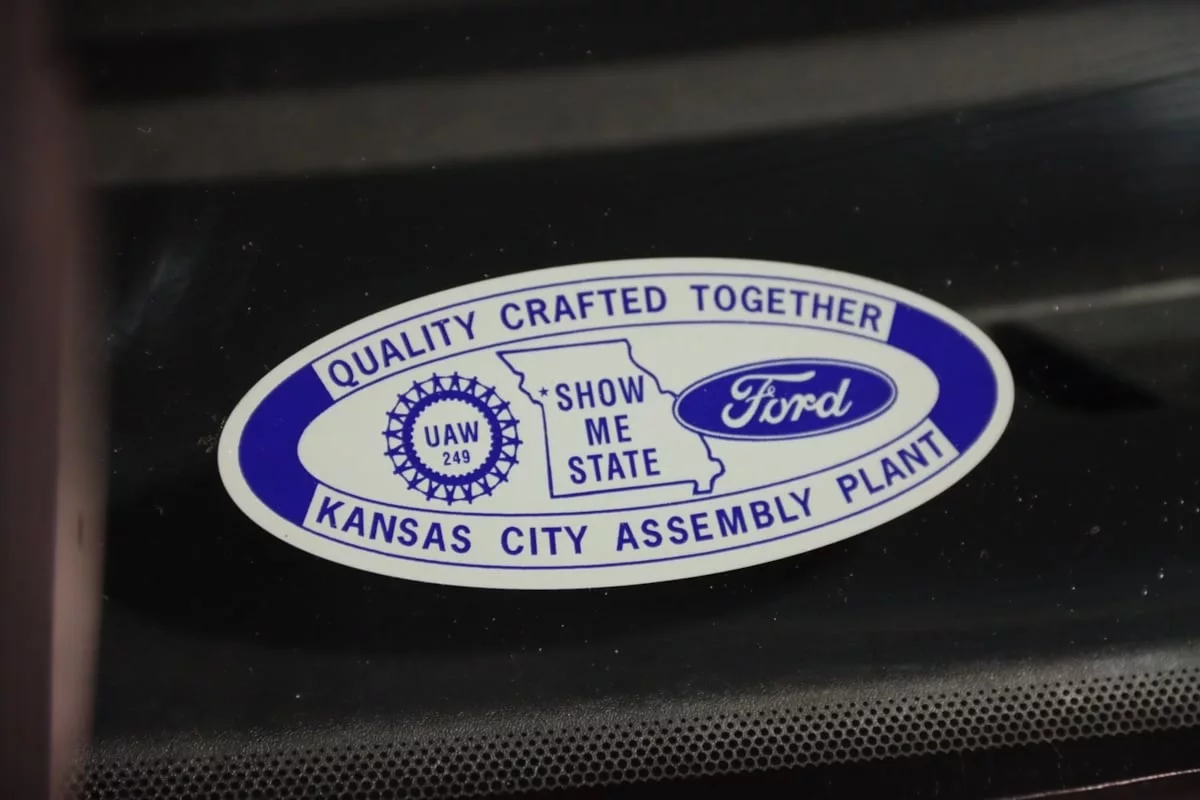 QUALITY CRAFTED TOGETHER
UAW
249
SHOW
ME
STATE
Ford
KANSAS CITY ASSEMBLY PLANT